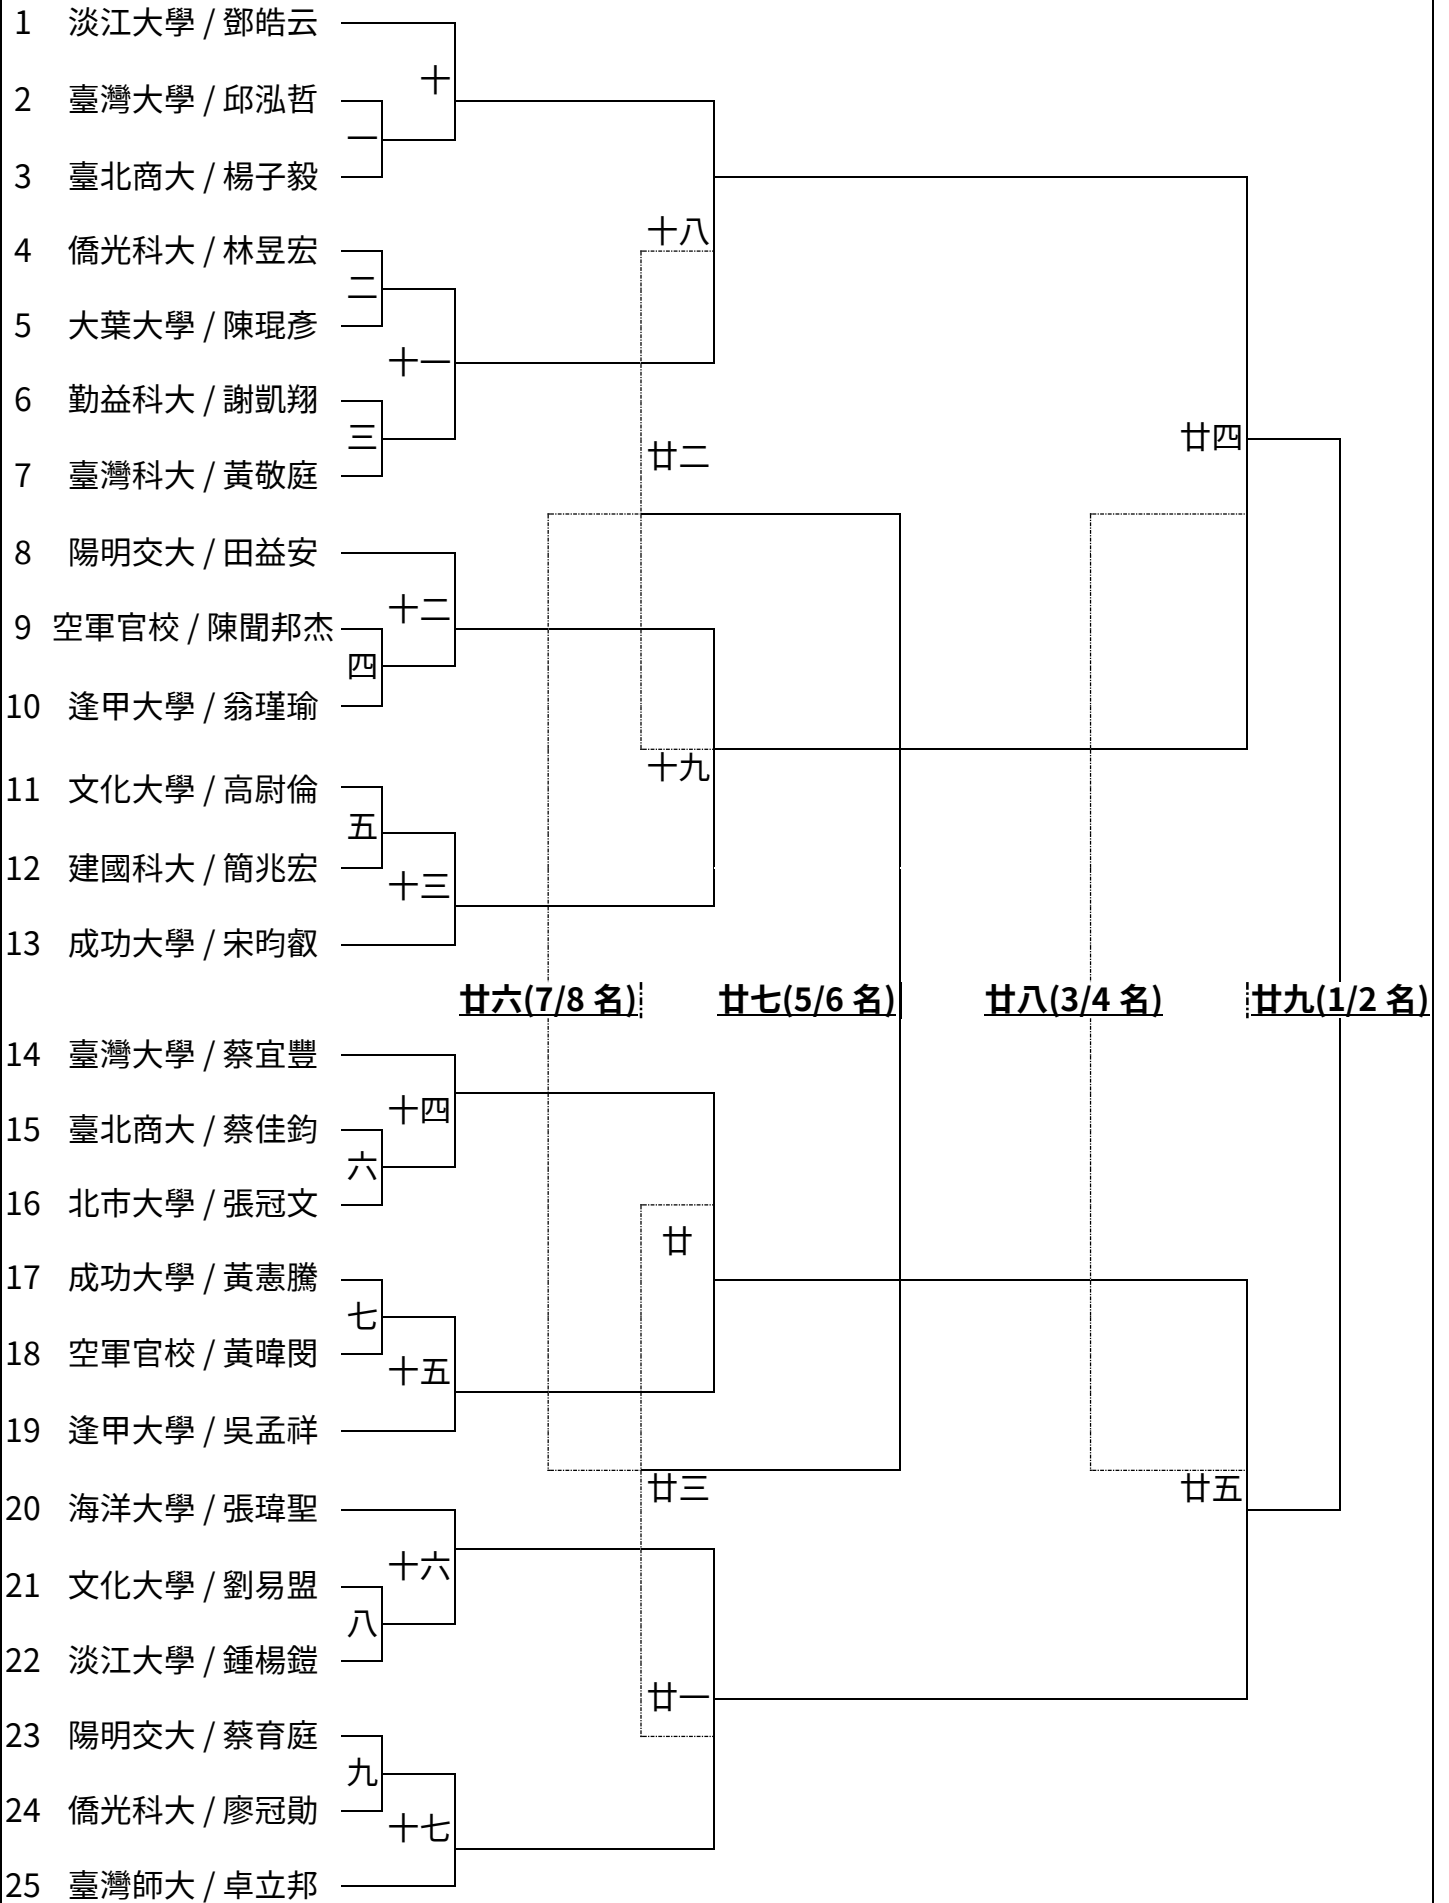 1 淡江大學 / 鄧皓云
十
2 臺灣大學 / 邱泓哲
一
3 臺北商大 / 楊子毅
十八
4 僑光科大 / 林昱宏
二
5 大葉大學 / 陳琨彥
十一
6 勤益科大 / 謝凱翔
三
廿四
廿二
7 臺灣科大 / 黃敬庭
8 陽明交大 / 田益安
十二
9 空軍官校 / 陳聞邦杰
四
10 逢甲大學 / 翁瑾瑜
十九
11 文化大學 / 高尉倫
五
12 建國科大 / 簡兆宏
十三
13 成功大學 / 宋昀叡
廿六(7/8 名) 廿七(5/6 名) 廿八(3/4 名) 廿九(1/2 名)
14 臺灣大學 / 蔡宜豐
十四
15 臺北商大 / 蔡佳鈞
六
16 北市大學 / 張冠文
廿
17 成功大學 / 黃憲騰
七
18 空軍官校 / 黃暐閔
十五
19 逢甲大學 / 吳孟祥
廿三
廿五
20 海洋大學 / 張瑋聖
十六
21 文化大學 / 劉易盟
八
22 淡江大學 / 鍾楊鎧
廿一
23 陽明交大 / 蔡育庭
九
24 僑光科大 / 廖冠勛
十七
25 臺灣師大 / 卓立邦